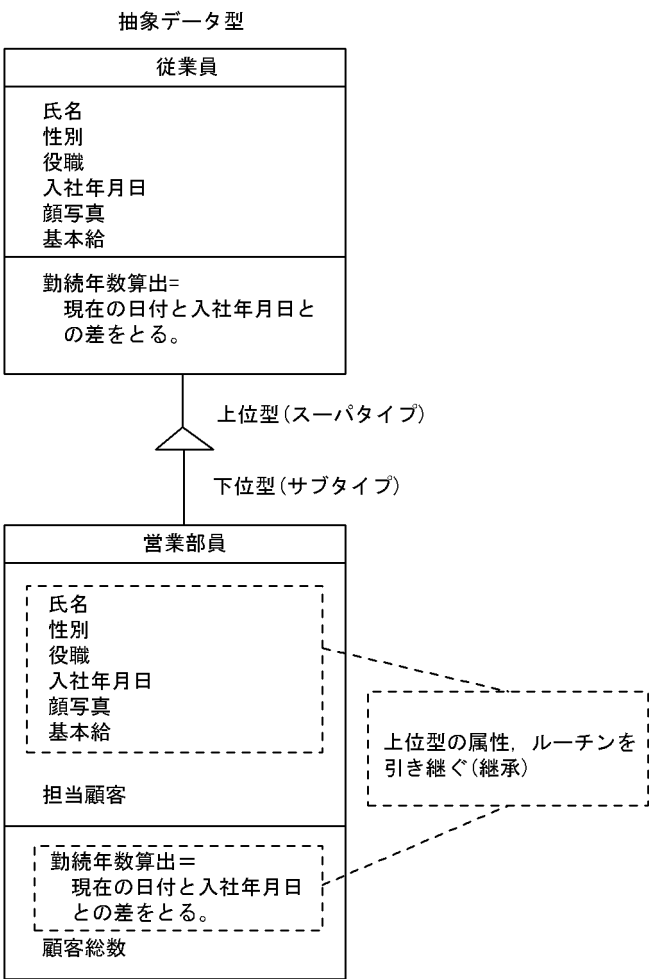 抽象データ型
従業員
氏名
性別
役職
入社年月日
顔写真
基本給
勤続年数算出=
現在の日付と入社年月日と
の差をとる。
上位型(スーパタイプ)
下位型(サブタイプ)
営業部員
氏名
性別
役職
入社年月日
顔写真
基本給
担当顧客
上位型の属性，ルーチンを
引き継ぐ(継承)
勤続年数算出＝
現在の日付と入社年月日
との差をとる。
顧客総数